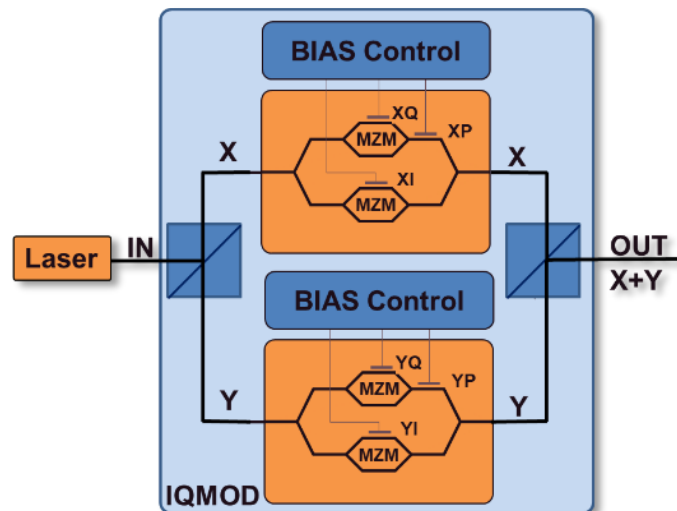 BIAS Control
XQ
XP
MZM
X
X
XI
MZM
Laser
IN
OUT
X+Y
BIAS Control
YQ
YP
MZM
Y
Y
YI
MZM
IQMOD